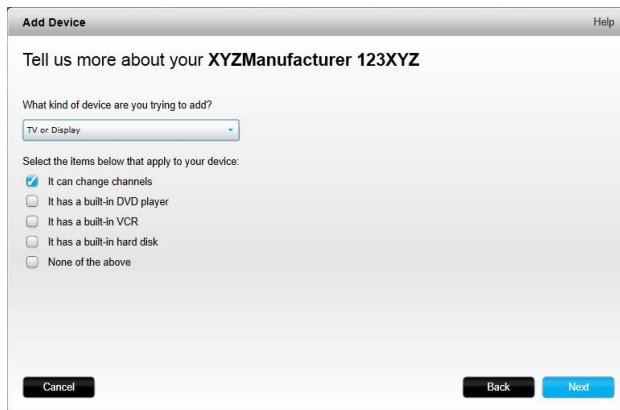 Add Device Help
Tell us more about your XYZManufacturer 123XYZ
What kind of device are you trying to add?
TV or Display
Select the items below that apply to your device:
It can change channels
It has a built-in DVD player
It has a built-in VCR
It has a built-in hard disk
None of the above
Cancel Back Next